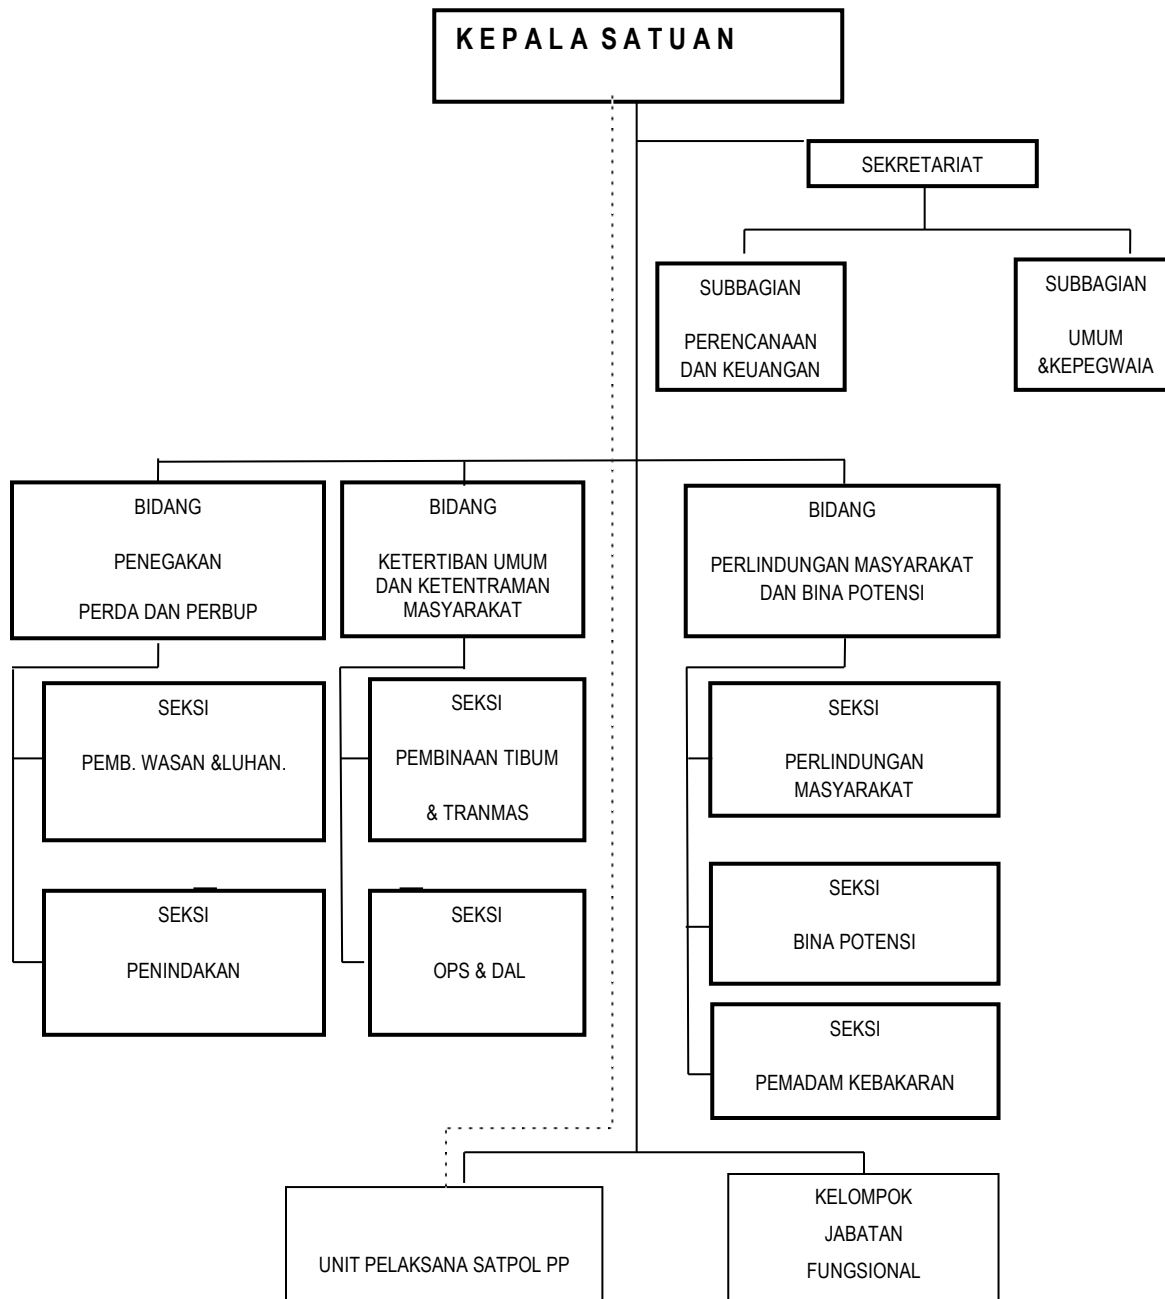 KEPALA SATUAN
SEKRETARIAT
SUBBAGIAN
PERENCANAAN
DAN KEUANGAN
SUBBAGIAN
UMUM
&KEPEGWAIA
BIDANG
PENEGAKAN
PERDA DAN PERBUP
BIDANG
KETERTIBAN UMUM
DAN KETENTRAMAN
MASYARAKAT
BIDANG
PERLINDUNGAN MASYARAKAT
DAN BINA POTENSI
SEKSI
PEMB. WASAN &LUHAN.
SEKSI
PEMBINAAN TIBUM
& TRANMAS
SEKSI
PERLINDUNGAN
MASYARAKAT
SEKSI
PENINDAKAN
SEKSI
OPS & DAL
SEKSI
BINA POTENSI
SEKSI
PEMADAM KEBAKARAN
UNIT PELAKSANA SATPOL PP
KELOMPOK
JABATAN
FUNGSIONAL